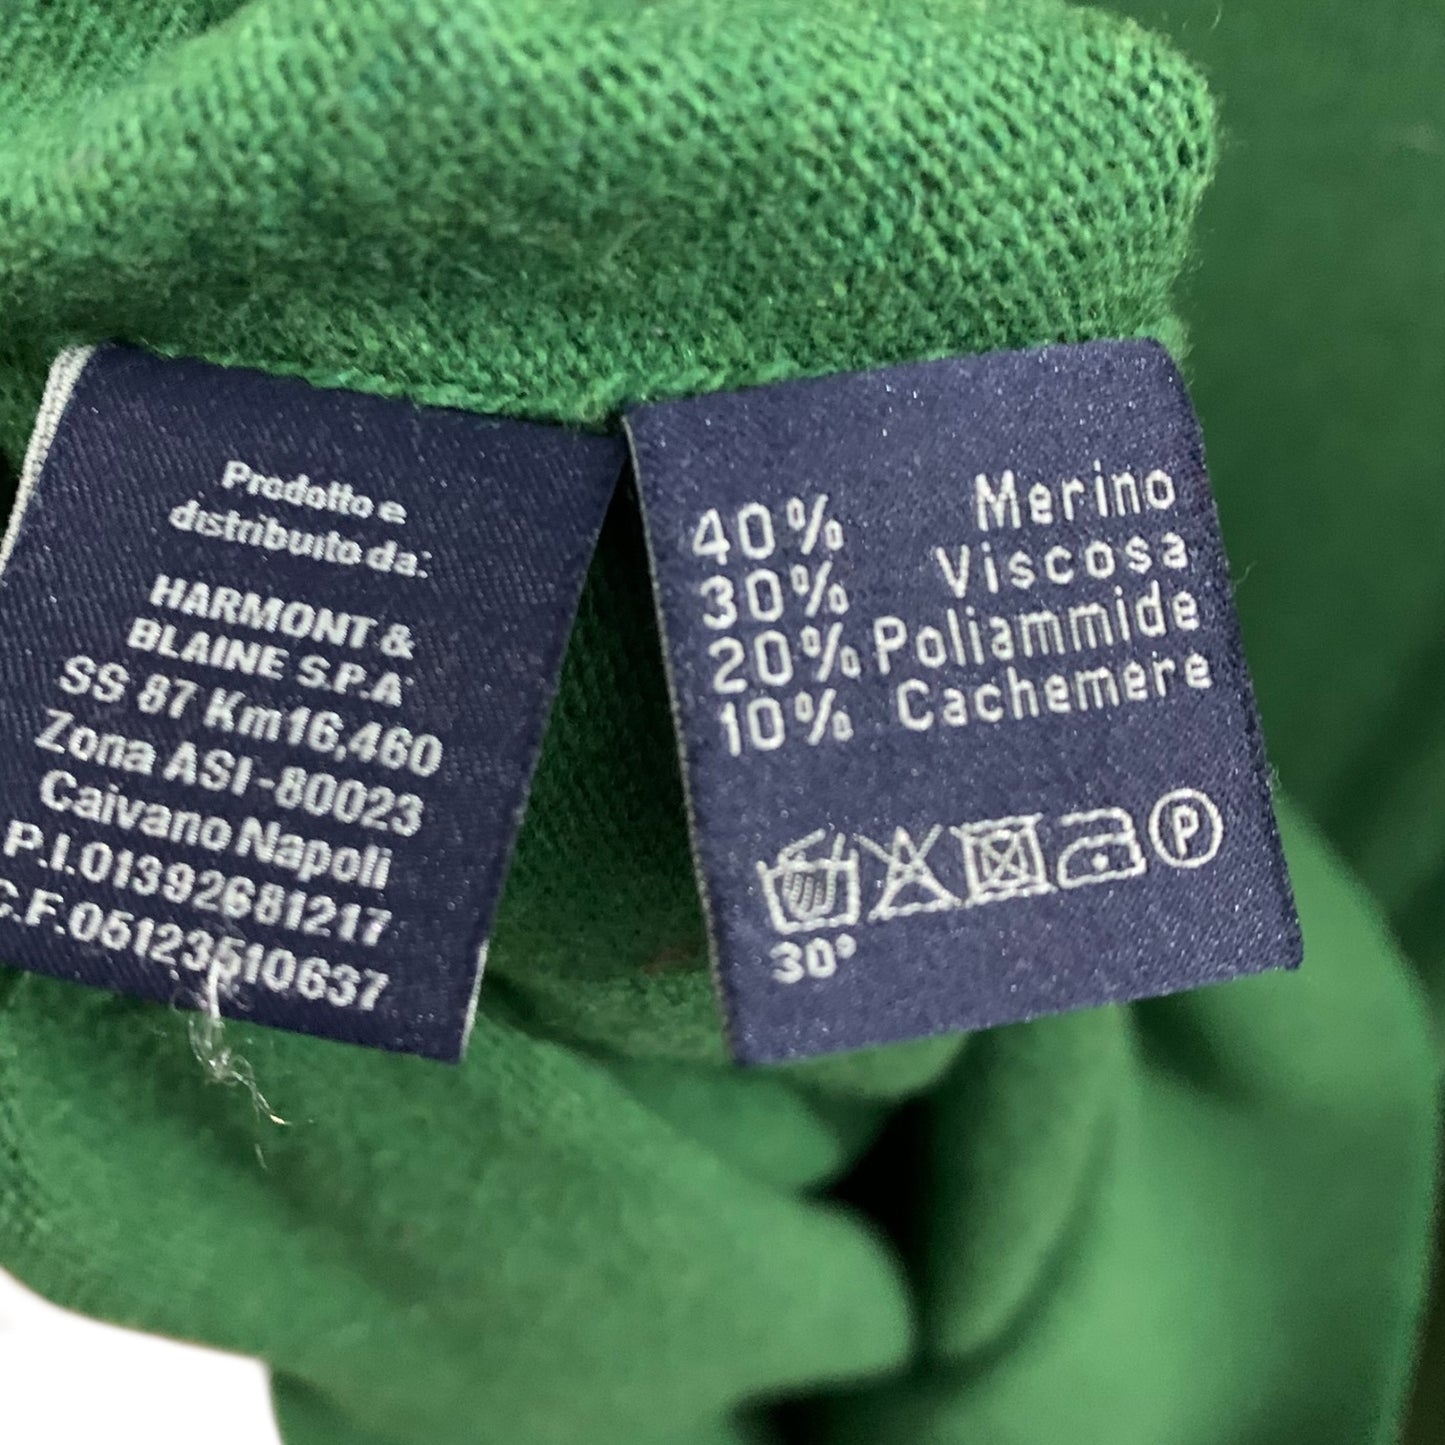 Prodotto e
distribuito da:
HARMONT &
BLAINE S.P.A
SS 87 Km16,460
Zona ASI-80023
Caivano Napoli
P.I.01392681217
C.F.05123510637
40% Merino
30% Viscosa
20% Poliammide
10% Cachemere
P
30°